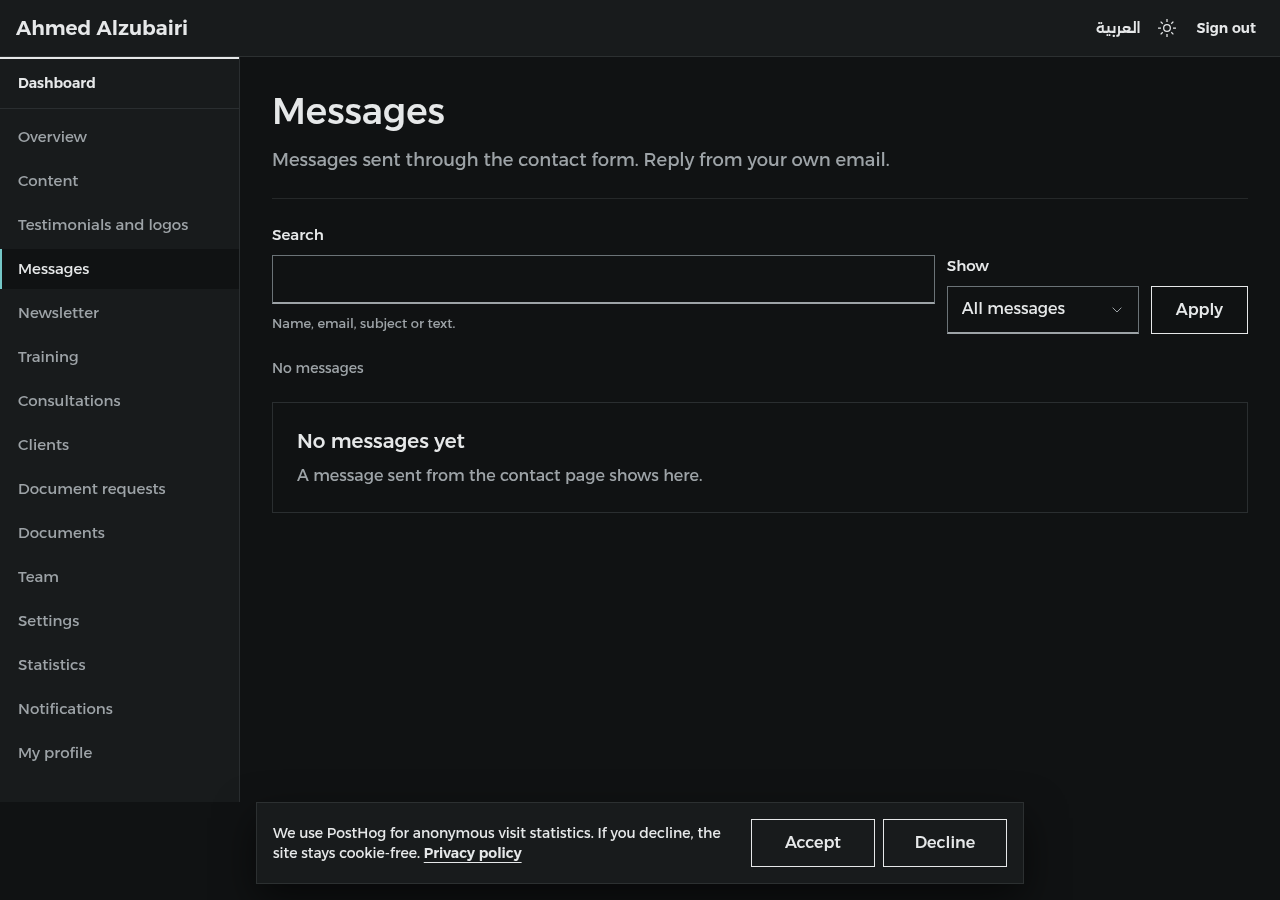 Ahmed Alzubairi
العربية
Sign out
Dashboard
Overview
Content
Testimonials and logos
Messages
Newsletter
Training
Consultations
Clients
Document requests
Documents
Team
Settings
Statistics
Notifications
My profile
Messages
Messages sent through the contact form. Reply from your own email.
Search
Name, email, subject or text.
Show
All messages
Apply
No messages
No messages yet
A message sent from the contact page shows here.
We use PostHog for anonymous visit statistics. If you decline, the
site stays cookie-free. Privacy policy
Accept
Decline